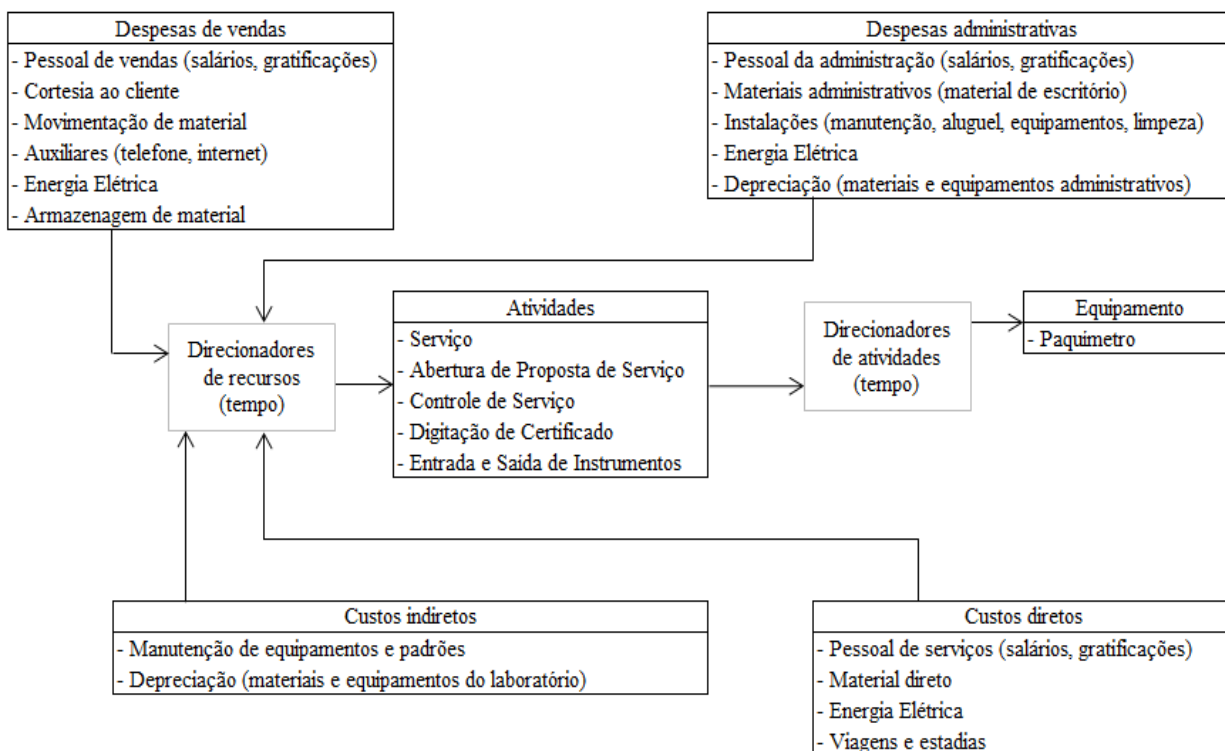 Despesas de vendas
- Pessoal de vendas (salários, gratificações)
- Cortesia ao cliente
- Movimentação de material
- Auxiliares (telefone, internet)
- Energia Elétrica
- Armazenagem de material
Despesas administrativas
- Pessoal da administração (salários, gratificações)
- Materiais administrativos (material de escritório)
- Instalações (manutenção, aluguel, equipamentos, limpeza)
- Energia Elétrica
- Depreciação (materiais e equipamentos administrativos)
Direcionadores
de recursos
(tempo)
Atividades
- Serviço
- Abertura de Proposta de Serviço
- Controle de Serviço
- Digitação de Certificado
- Entrada e Saída de Instrumentos
Direcionadores
de atividades
(tempo)
Equipamento
- Paquimetro
Custos indiretos
- Manutenção de equipamentos e padrões
- Depreciação (materiais e equipamentos do laboratório)
Custos diretos
- Pessoal de serviços (salários, gratificações)
- Material direto
- Energia Elétrica
- Viagens e estadias